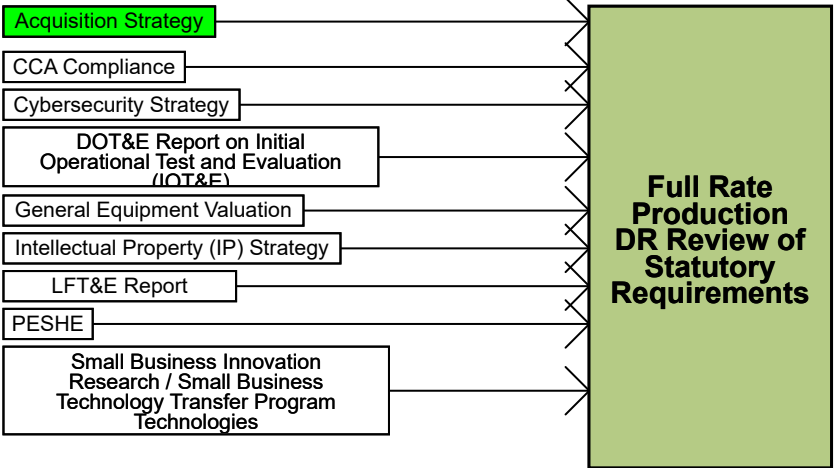 Acquisition Strategy
CCA Compliance
Cybersecurity Strategy
DOT&E Report on Initial
Operational Test and Evaluation
(IOT&E)
General Equipment Valuation
Intellectual Property (IP) Strategy
LFT&E Report
PESHE
Small Business Innovation
Research / Small Business
Technology Transfer Program
Technologies
Full Rate
Production
DR Review of
Statutory
Requirements